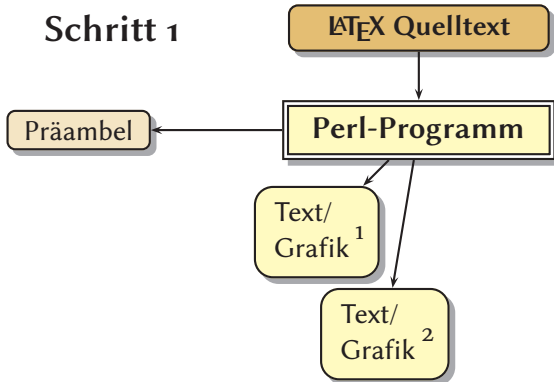 Schritt 1
LATEX Quelltext
Präambel
Perl-Programm
Text/
Grafik 1
Text/
Grafik 2